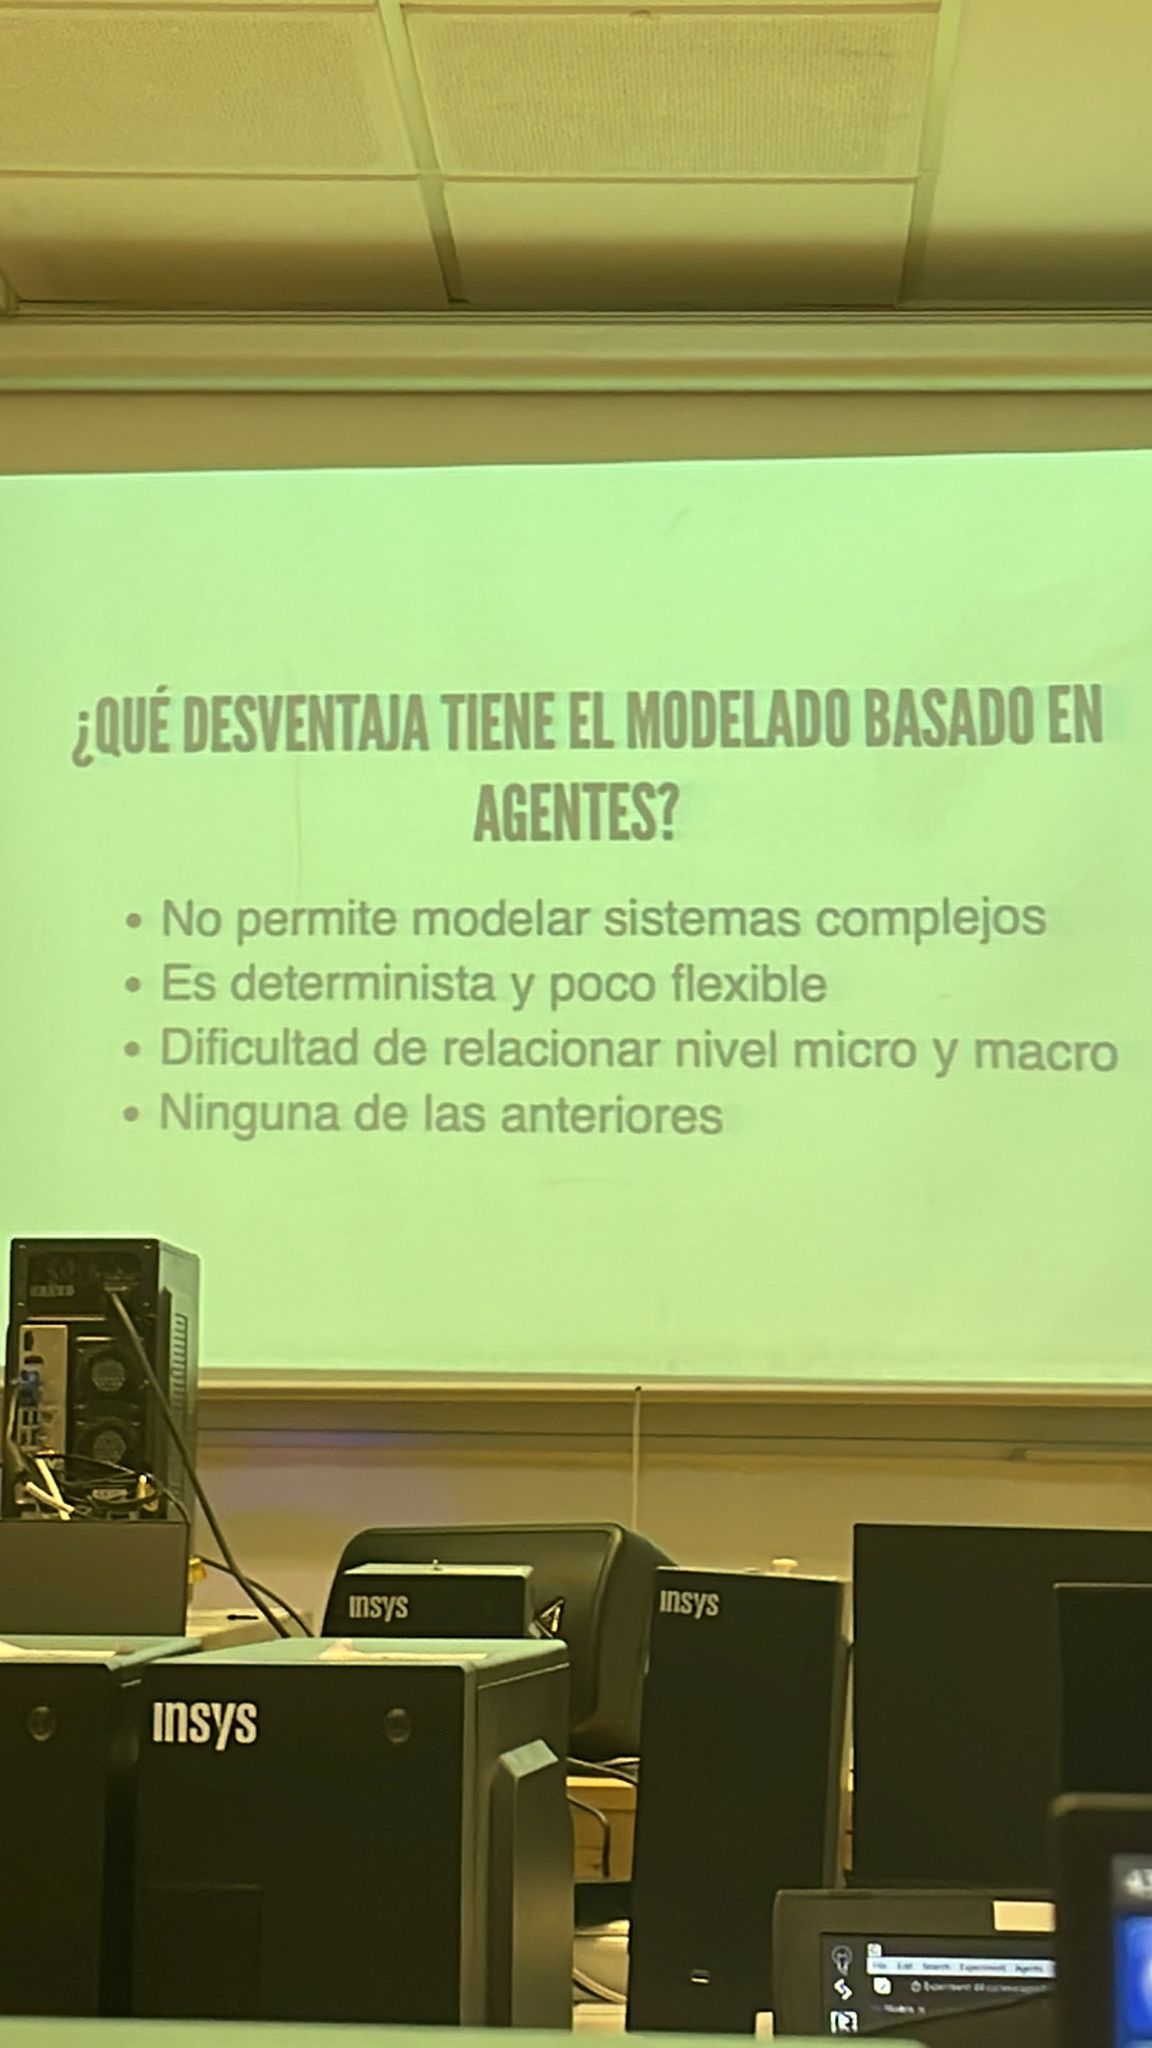 ¿QUÉ DESVENTAJA TIENE EL MODELADO BASADO EN
AGENTES?
• No permite modelar sistemas complejos
• Es determinista y poco flexible
• Dificultad de relacionar nivel micro y macro
• Ninguna de las anteriores
insys
insys
insys
File Edit Search Experiment Agents